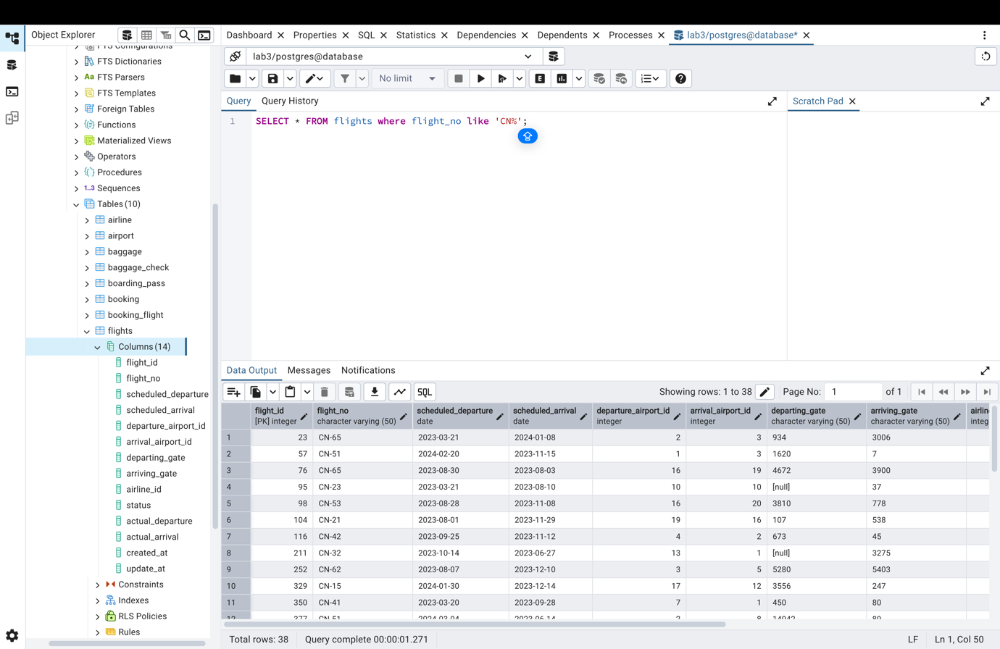 Object Explorer
Dashboard
Properties
SQL
Statistics
Dependencies
Dependents
Processes
lab3/postgres@database*
FTS Configurations
FTS Dictionaries
Aa FTS Parsers
FTS Templates
Foreign Tables
Functions
Materialized Views
Operators
Procedures
1..3 Sequences
Tables (10)
airline
airport
baggage
baggage_check
boarding_pass
booking
booking_flight
flights
Columns (14)
flight_id
flight_no
scheduled_departure
scheduled_arrival
departure_airport_id
arrival_airport_id
departing_gate
arriving_gate
airline_id
status
actual_departure
actual_arrival
created_at
update_at
Constraints
Indexes
RLS Policies
Rules
lab3/postgres@database
No limit
E
Query
Query History
Scratch Pad
1 SELECT * FROM flights where flight_no like 'CN%';
Data Output
Messages
Notifications
SQL
Showing rows: 1 to 38
Page No: 1 of 1
flight_id [PK] integer
flight_no character varying (50)
scheduled_departure date
scheduled_arrival date
departure_airport_id integer
arrival_airport_id integer
departing_gate character varying (50)
arriving_gate character varying (50)
airlin integ
1 23 CN-65 2023-03-21 2024-01-08 2 3 934 3006
2 57 CN-51 2024-02-20 2023-11-15 1 3 1620 7
3 76 CN-65 2023-08-30 2023-08-03 16 19 4672 3900
4 95 CN-23 2023-03-21 2023-08-10 10 10 [null] 37
5 98 CN-53 2023-08-28 2023-11-08 16 20 3810 778
6 104 CN-21 2023-08-01 2023-11-29 19 16 107 538
7 116 CN-42 2023-09-25 2023-11-12 4 2 673 45
8 211 CN-32 2023-10-14 2023-06-27 13 1 [null] 3275
9 252 CN-62 2023-08-07 2023-12-10 3 5 5280 5403
10 329 CN-15 2024-01-30 2023-12-14 17 12 3556 247
11 350 CN-41 2023-03-20 2023-09-28 7 1 450 80
12 377 CN-51 2024-03-04 2023-06-14 2 8 14042
Total rows: 38
Query complete 00:00:01.271
LF
Ln 1, Col 50